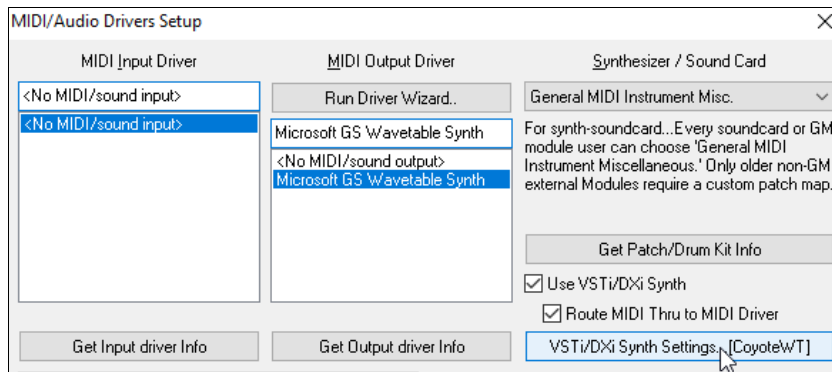 MIDI/Audio Drivers Setup
MIDI Input Driver
<No MIDI/sound input>
<No MIDI/sound input>
Get Input driver Info
MIDI Output Driver
Run Driver Wizard..
Microsoft GS Wavetable Synth
<No MIDI/sound output>
Microsoft GS Wavetable Synth
Get Output driver Info
Synthesizer / Sound Card
General MIDI Instrument Misc.
For synth-soundcard...Every soundcard or GM
module user can choose 'General MIDI
Instrument Miscellaneous.' Only older non-GM
external Modules require a custom patch map.
Get Patch/Drum Kit Info
Use VSTi/DXi Synth
Route MIDI Thru to MIDI Driver
VSTi/DXi Synth Settings.. [CoyoteWT]